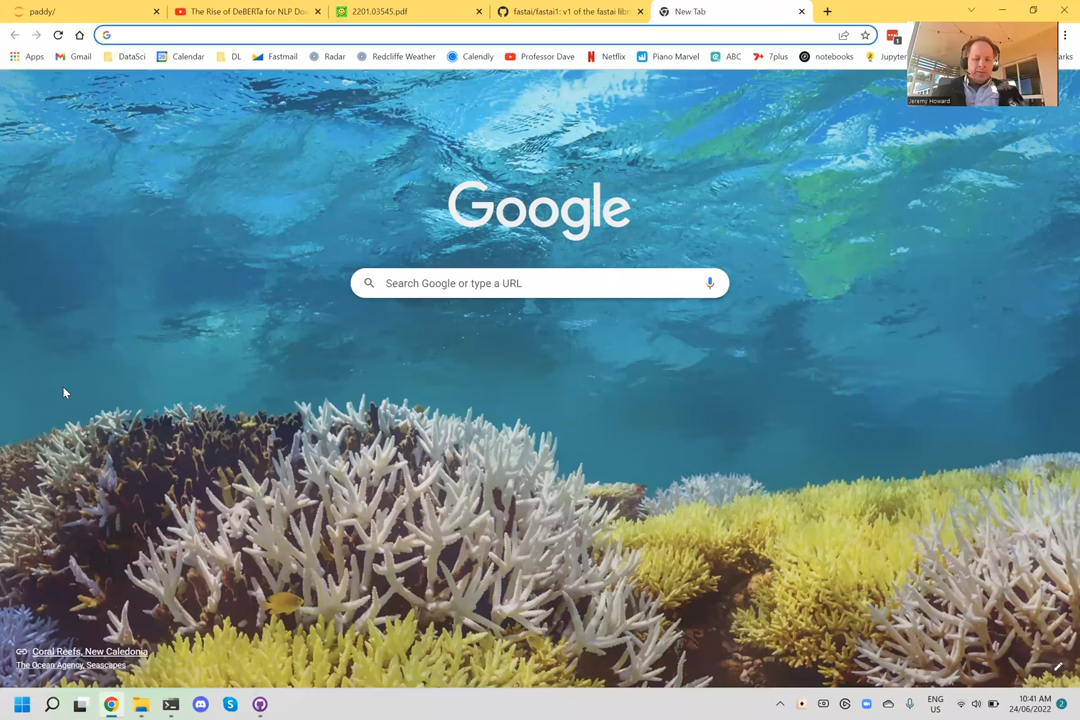 paddy/
The Rise of DeBERTa for NLP Do
2201.03545.pdf
fastai/fastai1: v1 of the fastai libr
New Tab
Apps
Gmail
DataSci
Calendar
DL
Fastmail
Radar
Redcliffe Weather
Calendly
Professor Dave
Netflix
Piano Marvel
ABC
7plus
notebooks
Jupyter
Jeremy Howard
Google
Search Google or type a URL
Coral Reefs, New Caledonia
The Ocean Agency, Seascapes
ENG
US
10:41 AM
24/06/2022
2